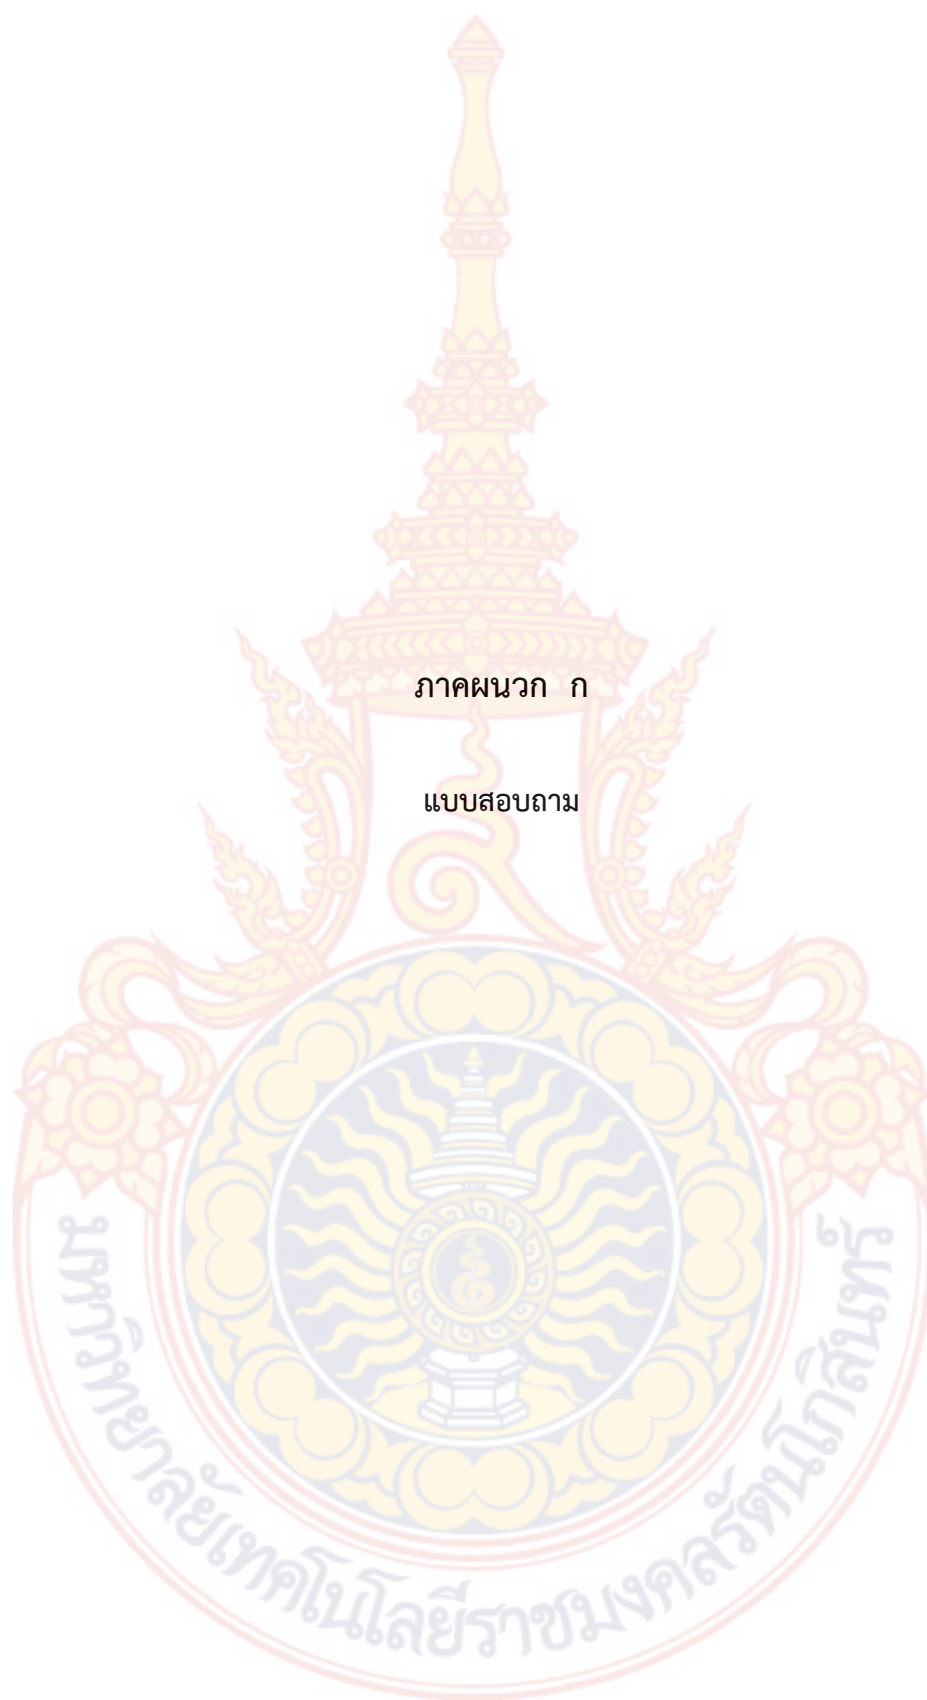 ภาคผนวก ก
แบบสอบถาม
มหาวิทยาลัยเทคโนโลยีราชมงคลรัตนโกสินทร์